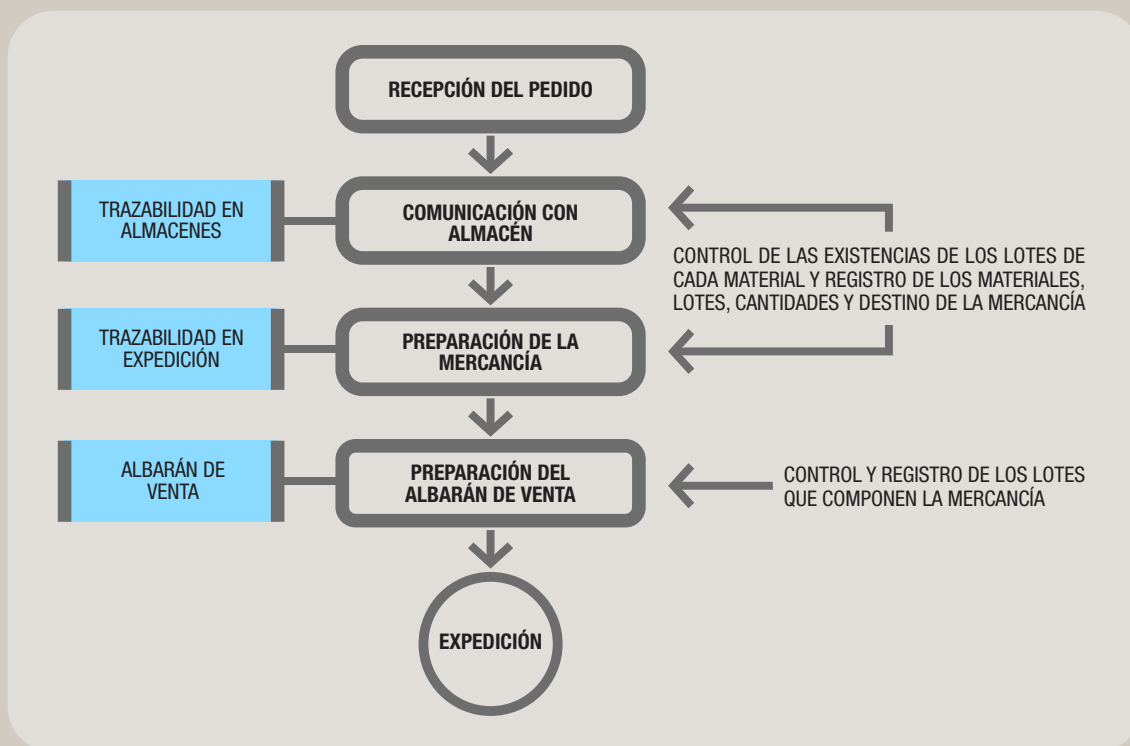 RECEPCIÓN DEL PEDIDO
TRAZABILIDAD EN
ALMACENES
COMUNICACIÓN CON
ALMACÉN
CONTROL DE LAS EXISTENCIAS DE LOS LOTES DE
CADA MATERIAL Y REGISTRO DE LOS MATERIALES,
LOTES, CANTIDADES Y DESTINO DE LA MERCANCÍA
TRAZABILIDAD EN
EXPEDICIÓN
PREPARACIÓN DE LA
MERCANCÍA
ALBARÁN DE
VENTA
PREPARACIÓN DEL
ALBARÁN DE VENTA
CONTROL Y REGISTRO DE LOS LOTES
QUE COMPONEN LA MERCANCÍA
EXPEDICIÓN